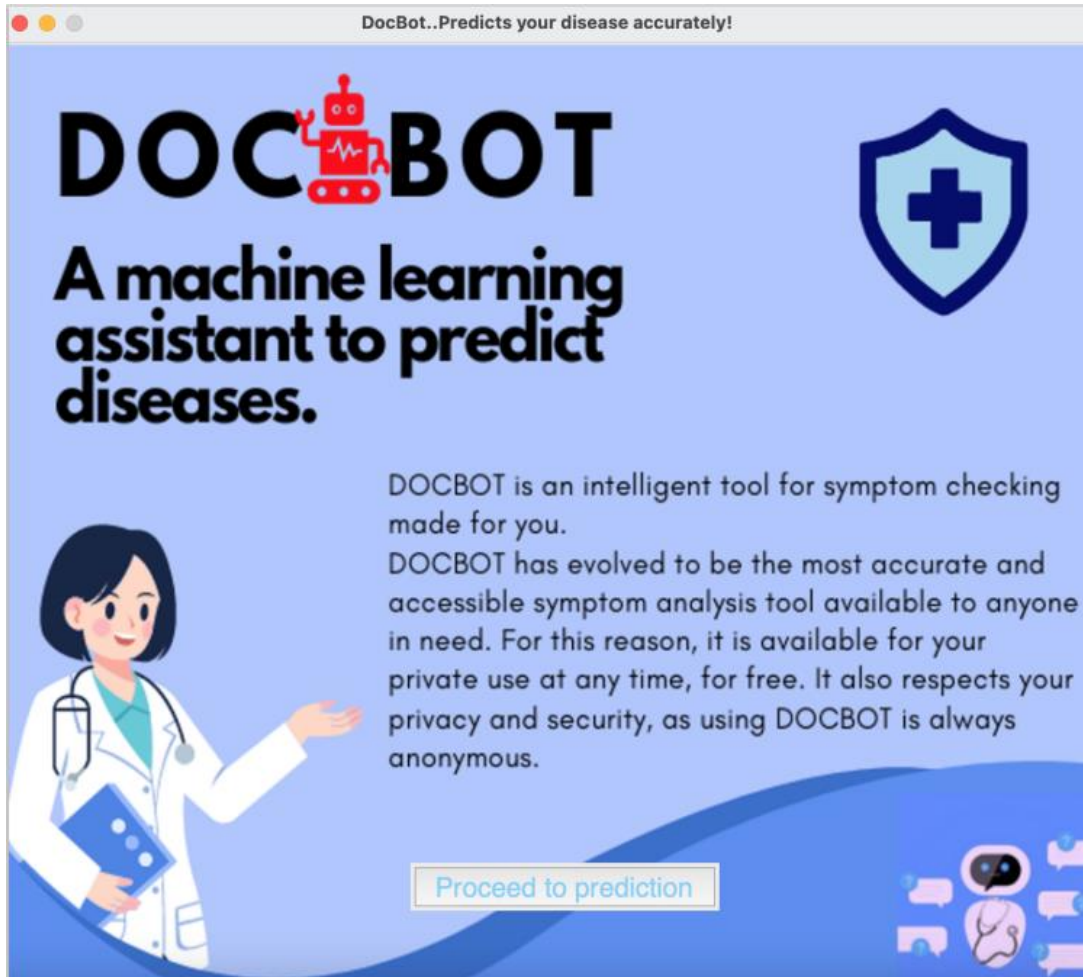 DocBot..Predicts your disease accurately!
DOC BOT
A machine learning
assistant to predict
diseases.
DOCBOT is an intelligent tool for symptom checking
made for you.
DOCBOT has evolved to be the most accurate and
accessible symptom analysis tool available to anyone
in need. For this reason, it is available for your
private use at any time, for free. It also respects your
privacy and security, as using DOCBOT is always
anonymous.
Proceed to prediction